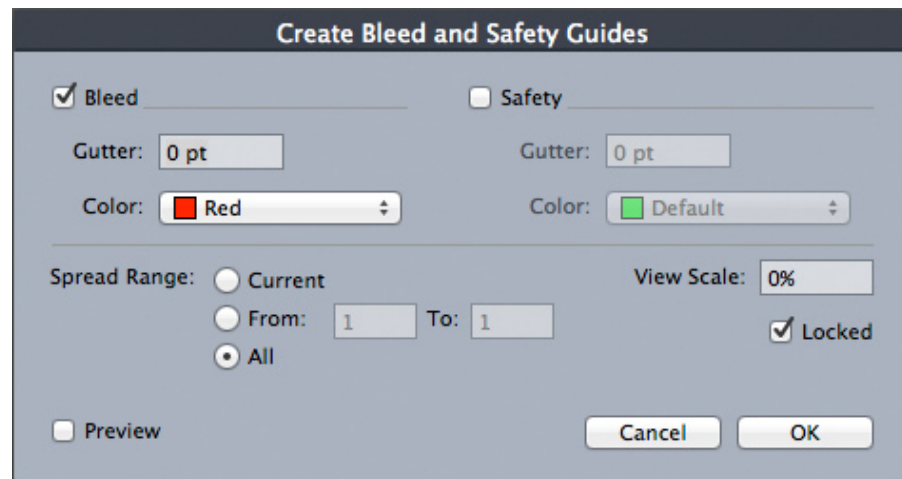 Create Bleed and Safety Guides
Bleed Safety
Gutter: 0 pt Gutter: 0 pt
Color: Red Color: Default
Spread Range: Current View Scale: 0%
From: 1 To: 1 Locked
All
Preview Cancel OK